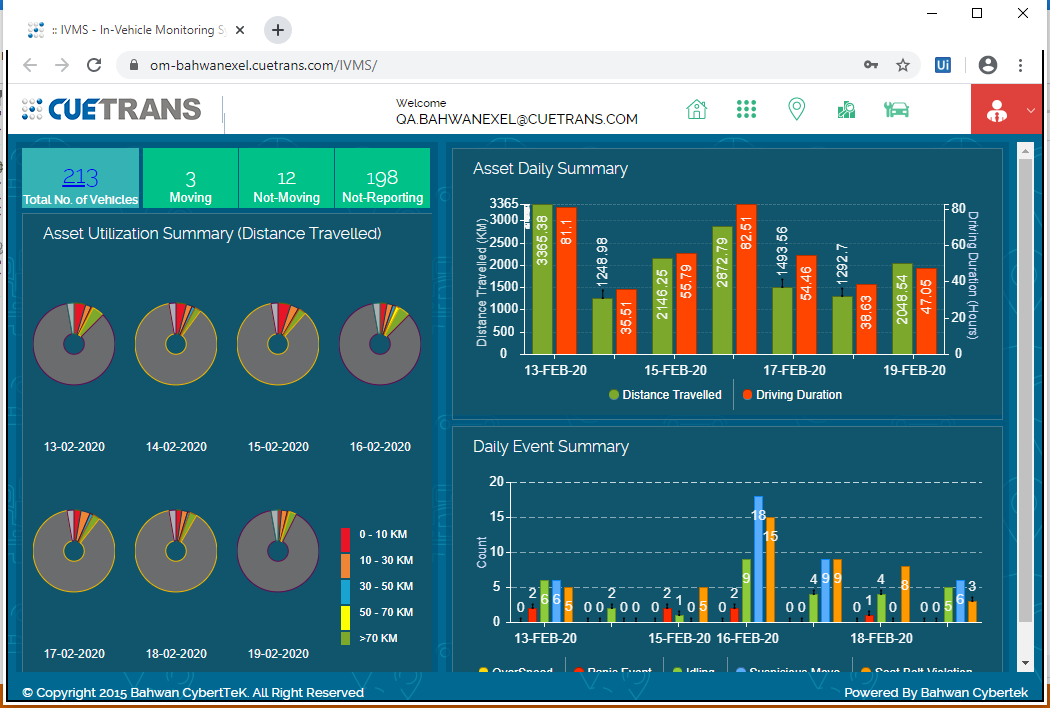 :: IVMS - In-Vehicle Monitoring Sy
om-bahwanexel.cuetrans.com/IVMS/
Ui
CUETRANS
Welcome
QA.BAHWANEXEL@CUETRANS.COM
213
Total No. of Vehicles
3
Moving
12
Not-Moving
198
Not-Reporting
Asset Utilization Summary (Distance Travelled)
13-02-2020 14-02-2020 15-02-2020 16-02-2020
17-02-2020 18-02-2020 19-02-2020
0 - 10 KM
10 - 30 KM
30 - 50 KM
50 - 70 KM
>70 KM
Asset Daily Summary
Distance Travelled (KM)
3365
3000
2500
2000
1500
1000
500
0
3365.38 81.1 1248.98 35.51 2146.25 55.79 2872.79 82.51 1493.56 54.46 1292.7 38.63 2048.54 47.05
80
60
40
20
0
Driving Duration (Hours)
13-FEB-20 15-FEB-20 17-FEB-20 19-FEB-20
Distance Travelled Driving Duration
Daily Event Summary
Count
20
15
10
5
0
0 2 6 6 5 0 0 2 0 0 0 2 1 0 5 0 2 9 18 15 0 0 4 9 9 0 1 4 0 8 0 0 5 6 3
13-FEB-20 15-FEB-20 16-FEB-20 18-FEB-20
OverSpeed Panic Event Idling Suspicious Move Seat Belt Violation
© Copyright 2015 Bahwan CybertTeK. All Right Reserved
Powered By Bahwan Cybertek